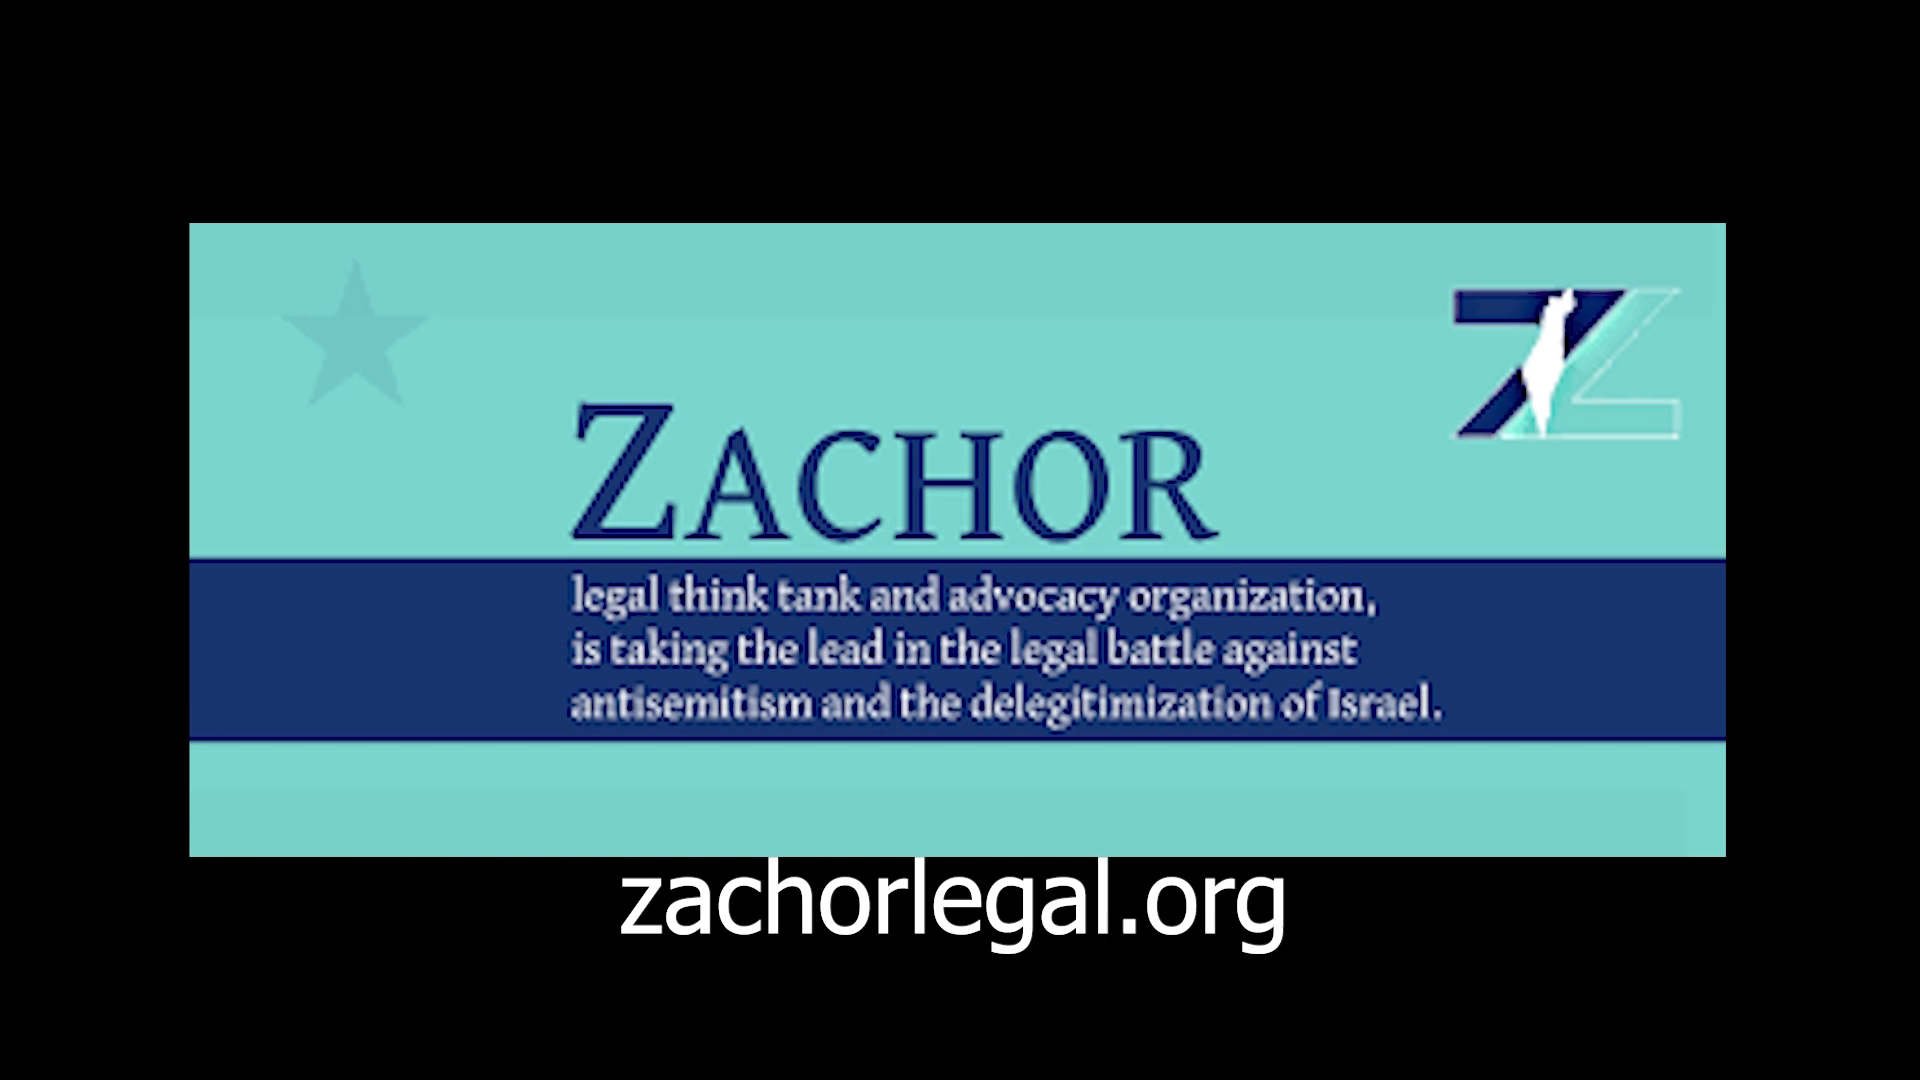 ZACHOR
legal think tank and advocacy organization,
is taking the lead in the legal battle against
antisemitism and the delegitimization of Israel.
zachorlegal.org